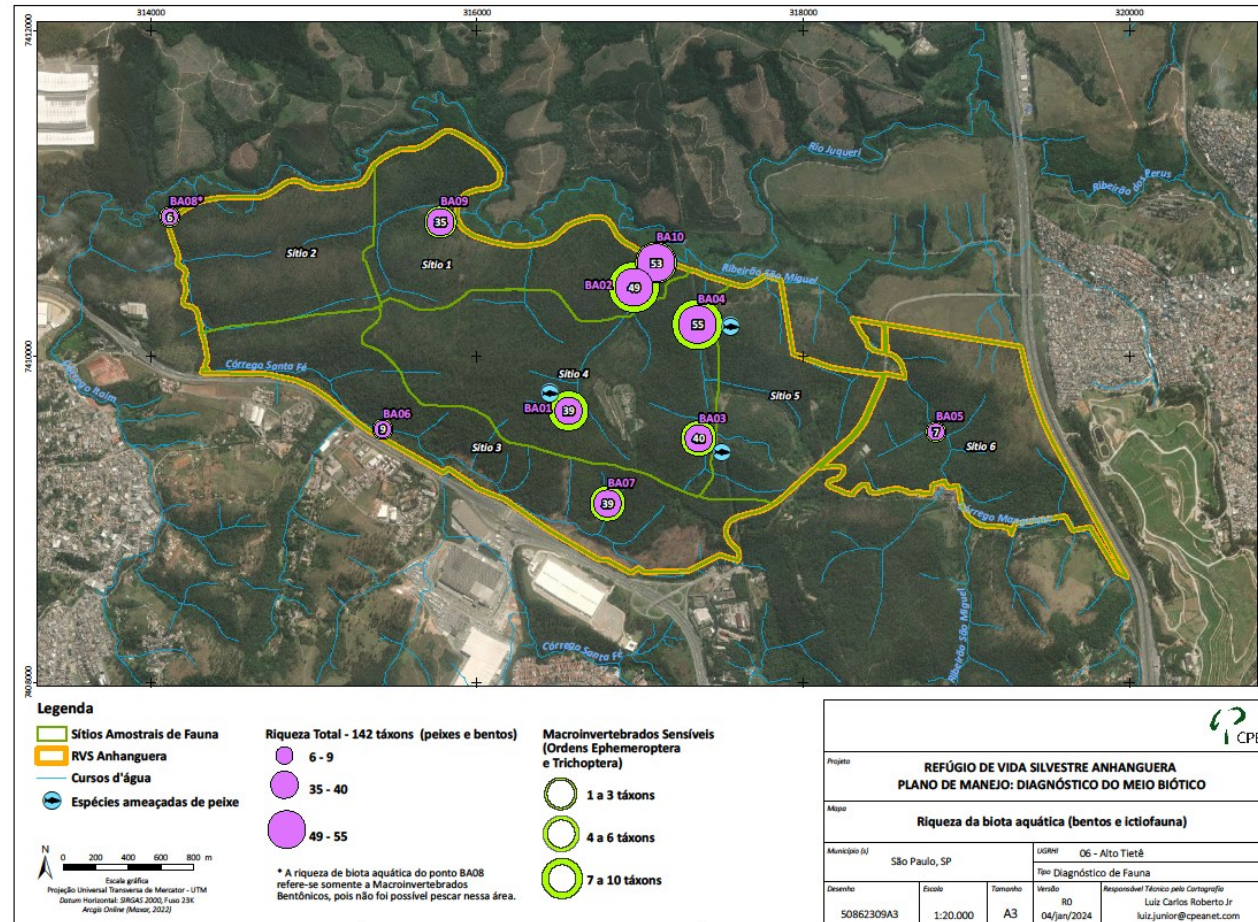 314000
316000
318000
320000
7412000
7410000
7408000
Rio Juqueri
Ribeirão dos Perus
BA08*
6
BA09
35
Sítio 2
Sítio 1
BA10
53
Ribeirão São Miguel
BA02
49
BA04
55
Córrego Santa Fé
Sítio 4
Sítio 5
BA01
39
BA03
40
BA06
9
BA05
7
Sítio 6
Sítio 3
BA07
39
Ribeirão São Miguel
Córrego Santa Fé
Legenda
Sítios Amostrais de Fauna
RVS Anhanguera
Cursos d'água
Espécies ameaçadas de peixe
N
0 200 400 600 800 m
Escala gráfica
Projeção Universal Transversa de Mercator - UTM
Datum Horizontal: SIRGAS 2000, Fuso 23K
Arcgis Online (Maxar, 2022)
Riqueza Total - 142 táxons (peixes e bentos)
6 - 9
35 - 40
49 - 55
* A riqueza de biota aquática do ponto BA08
refere-se somente a Macroinvertebrados
Bentônicos, pois não foi possível pescar nessa área.
Macroinvertebrados Sensíveis
(Ordens Ephemeroptera
e Trichoptera)
1 a 3 táxons
4 a 6 táxons
7 a 10 táxons
CPE
Projeto
REFÚGIO DE VIDA SILVESTRE ANHANGUERA
PLANO DE MANEJO: DIAGNÓSTICO DO MEIO BIÓTICO
Mapa
Riqueza da biota aquática (bentos e ictiofauna)
Município (s)
São Paulo, SP
UGRHI 06 - Alto Tietê
Tipo Diagnóstico de Fauna
Desenho
50862309A3
Escala
1:20.000
Tamanho
A3
Versão
R0
04/jan/2024
Responsável Técnico pela Cartografia
Luiz Carlos Roberto Jr
luiz.junior@cpeanet.com